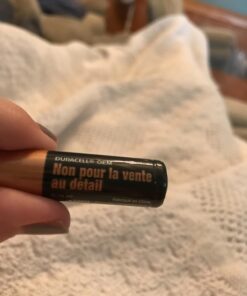 DURACELL® OEM
Non pour la vente
au détail